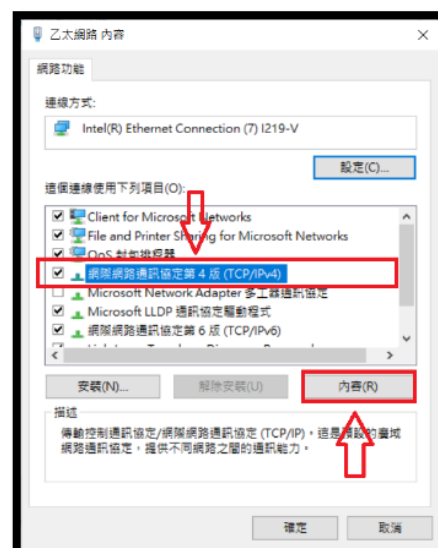 乙太網路 內容
網路功能
連線方式:
Intel(R) Ethernet Connection (7) I219-V
設定(C)...
這個連線使用下列項目(O):
Client for Microsoft Networks
File and Printer Sharing for Microsoft Networks
QoS 封包排程器
網際網路通訊協定第 4 版 (TCP/IPv4)
Microsoft Network Adapter 多工器通訊協定
Microsoft LLDP 通訊協定驅動程式
網際網路通訊協定第 6 版 (TCP/IPv6)
安裝(N)...
解除安裝(U)
內容(R)
描述
傳輸控制通訊協定/網際網路通訊協定 (TCP/IP)。這是預設的廣域
網路通訊協定，提供不同網路之間的通訊能力。
確定
取消